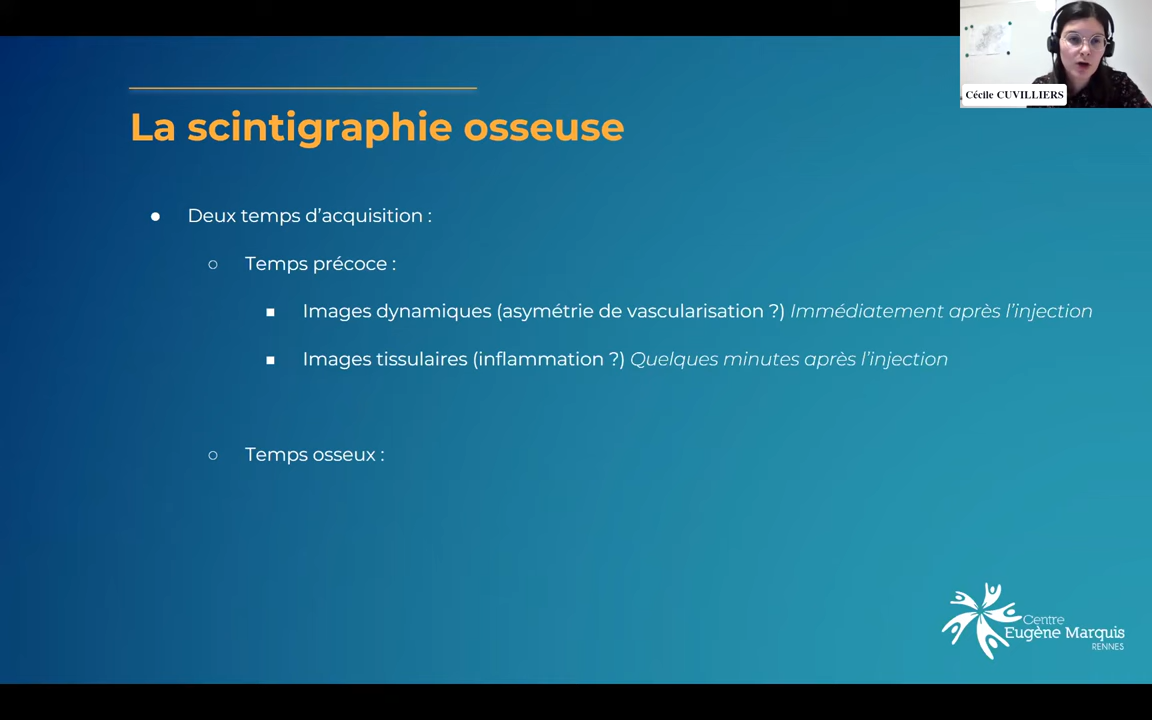 Cécile CUVILLIERS
La scintigraphie osseuse
● Deux temps d’acquisition :
○ Temps précoce :
■ Images dynamiques (asymétrie de vascularisation ?) Immédiatement après l’injection
■ Images tissulaires (inflammation ?) Quelques minutes après l’injection
○ Temps osseux :
Centre
Eugène Marquis
RENNES